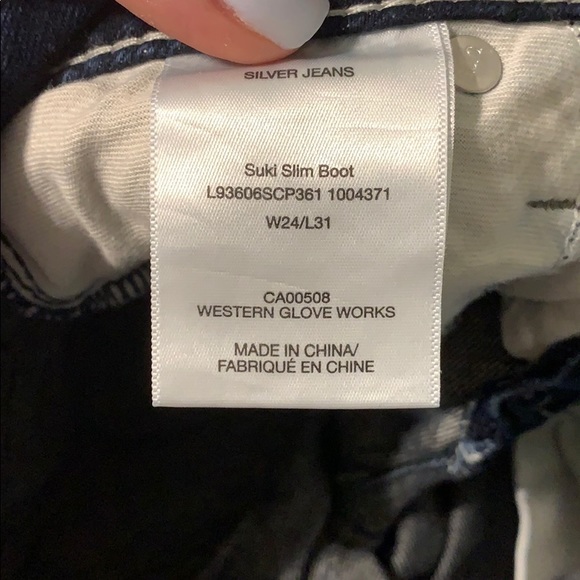 SILVER JEANS
Suki Slim Boot
L93606SCP361 1004371
W24/L31
CA00508
WESTERN GLOVE WORKS
MADE IN CHINA/
FABRIQUÉ EN CHINE